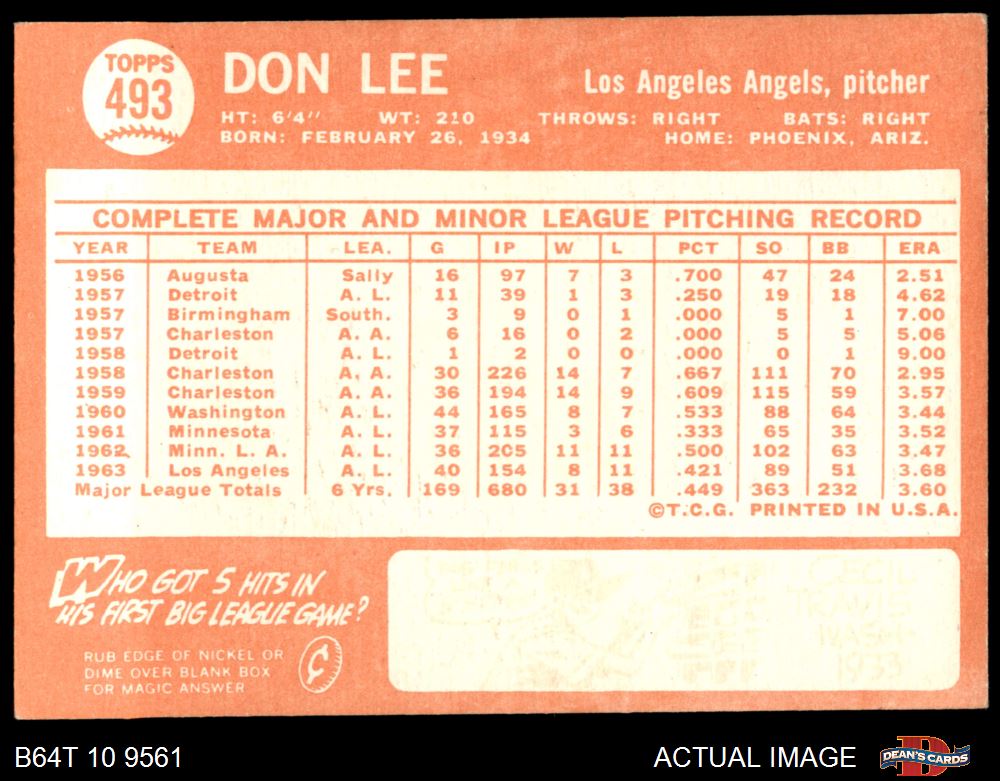 TOPPS
493
DON LEE
Los Angeles Angels, pitcher
HT: 6'4" WT: 210 THROWS: RIGHT BATS: RIGHT
BORN: FEBRUARY 26, 1934 HOME: PHOENIX, ARIZ.
COMPLETE MAJOR AND MINOR LEAGUE PITCHING RECORD
YEAR TEAM LEA. G IP W L PCT SO BB ERA
1956 Augusta Sally 16 97 7 3 .700 47 24 2.51
1957 Detroit A. L. 11 39 1 3 .250 19 18 4.62
1957 Birmingham South. 3 9 0 1 .000 5 1 7.00
1957 Charleston A. A. 6 16 0 2 .000 5 5 5.06
1958 Detroit A. L. 1 2 0 0 .000 0 1 9.00
1958 Charleston A. A. 30 226 14 7 .667 111 70 2.95
1959 Charleston A. A. 36 194 14 9 .609 115 59 3.57
1960 Washington A. L. 44 165 8 7 .533 88 64 3.44
1961 Minnesota A. L. 37 115 3 6 .333 65 35 3.52
1962 Minn. L. A. A. L. 36 205 11 11 .500 102 63 3.47
1963 Los Angeles A. L. 40 154 8 11 .421 89 51 3.68
Major League Totals 6 Yrs. 169 680 31 38 .449 363 232 3.60
©T.C.G. PRINTED IN U.S.A.
WHO GOT 5 HITS IN
HIS FIRST BIG LEAGUE GAME?
RUB EDGE OF NICKEL OR
DIME OVER BLANK BOX
FOR MAGIC ANSWER
¢
CECIL
TRAVIS
WASH.
1933
B64T 10 9561 ACTUAL IMAGE DEAN'S CARDS